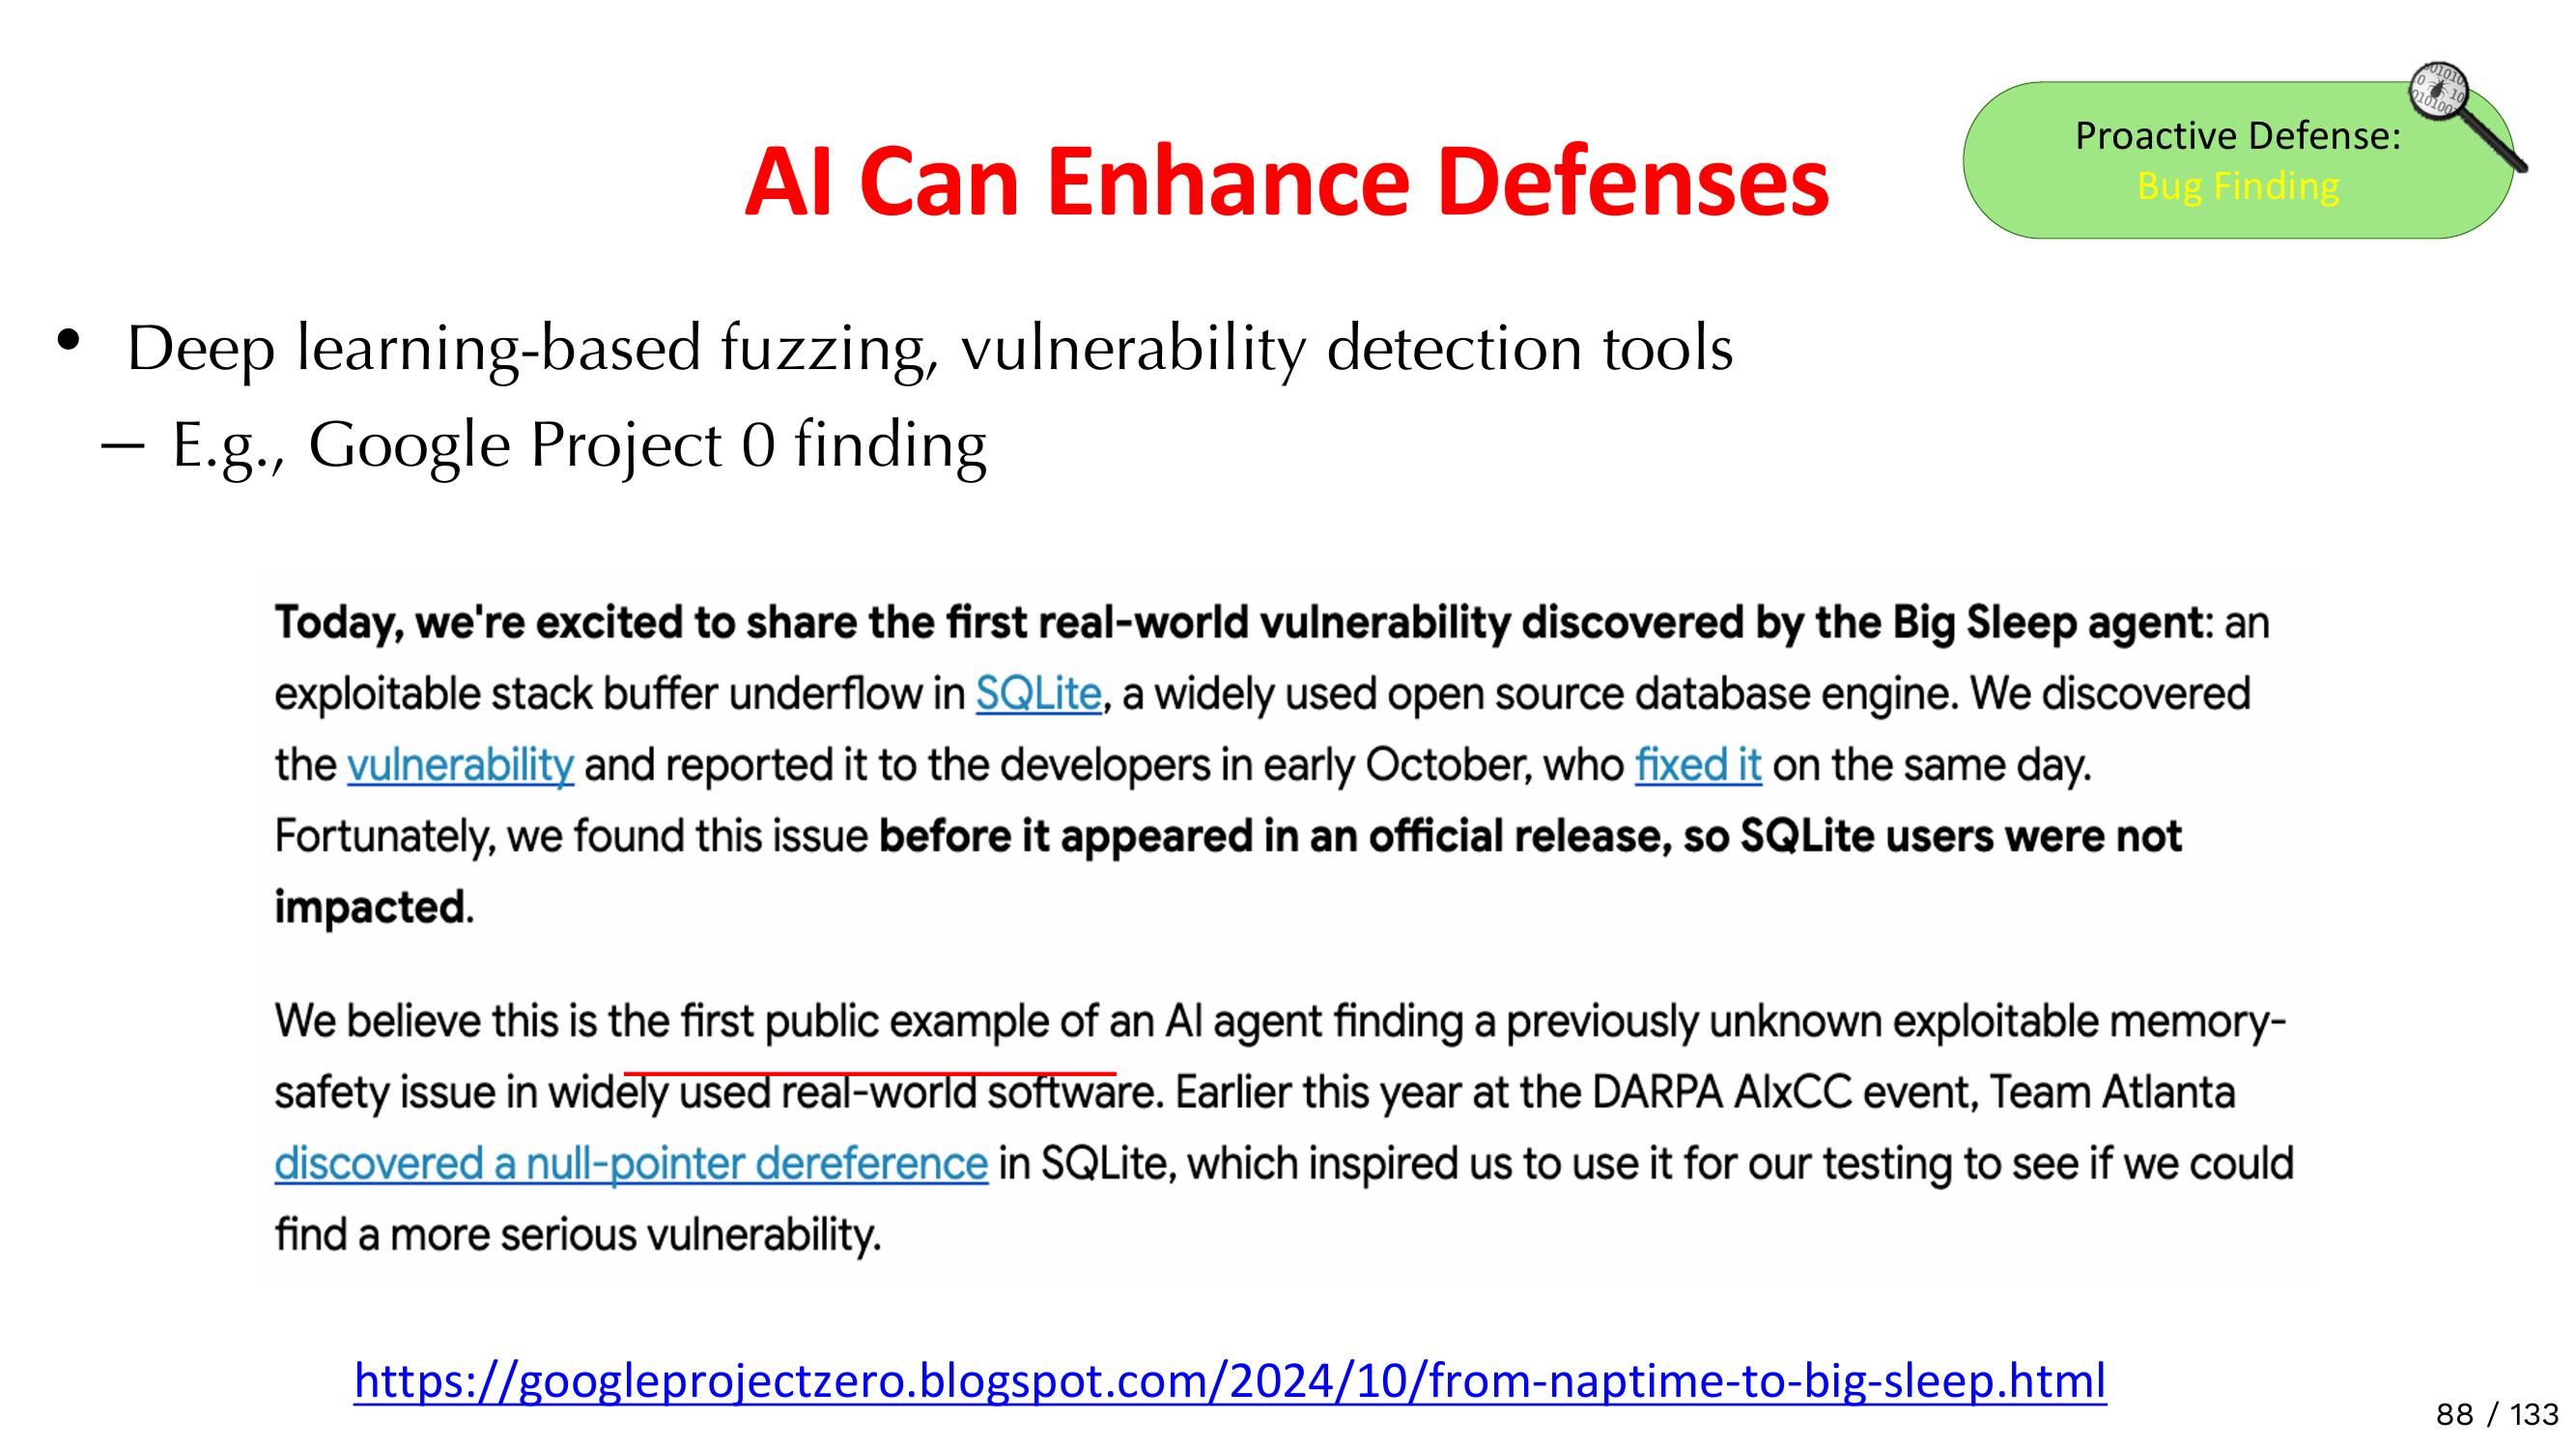 AI Can Enhance Defenses
Proactive Defense:
Bug Finding
• Deep learning-based fuzzing, vulnerability detection tools
– E.g., Google Project 0 finding
Today, we're excited to share the first real-world vulnerability discovered by the Big Sleep agent: an
exploitable stack buffer underflow in SQLite, a widely used open source database engine. We discovered
the vulnerability and reported it to the developers in early October, who fixed it on the same day.
Fortunately, we found this issue before it appeared in an official release, so SQLite users were not
impacted.
We believe this is the first public example of an AI agent finding a previously unknown exploitable memory-
safety issue in widely used real-world software. Earlier this year at the DARPA AIxCC event, Team Atlanta
discovered a null-pointer dereference in SQLite, which inspired us to use it for our testing to see if we could
find a more serious vulnerability.
https://googleprojectzero.blogspot.com/2024/10/from-naptime-to-big-sleep.html
88 / 133